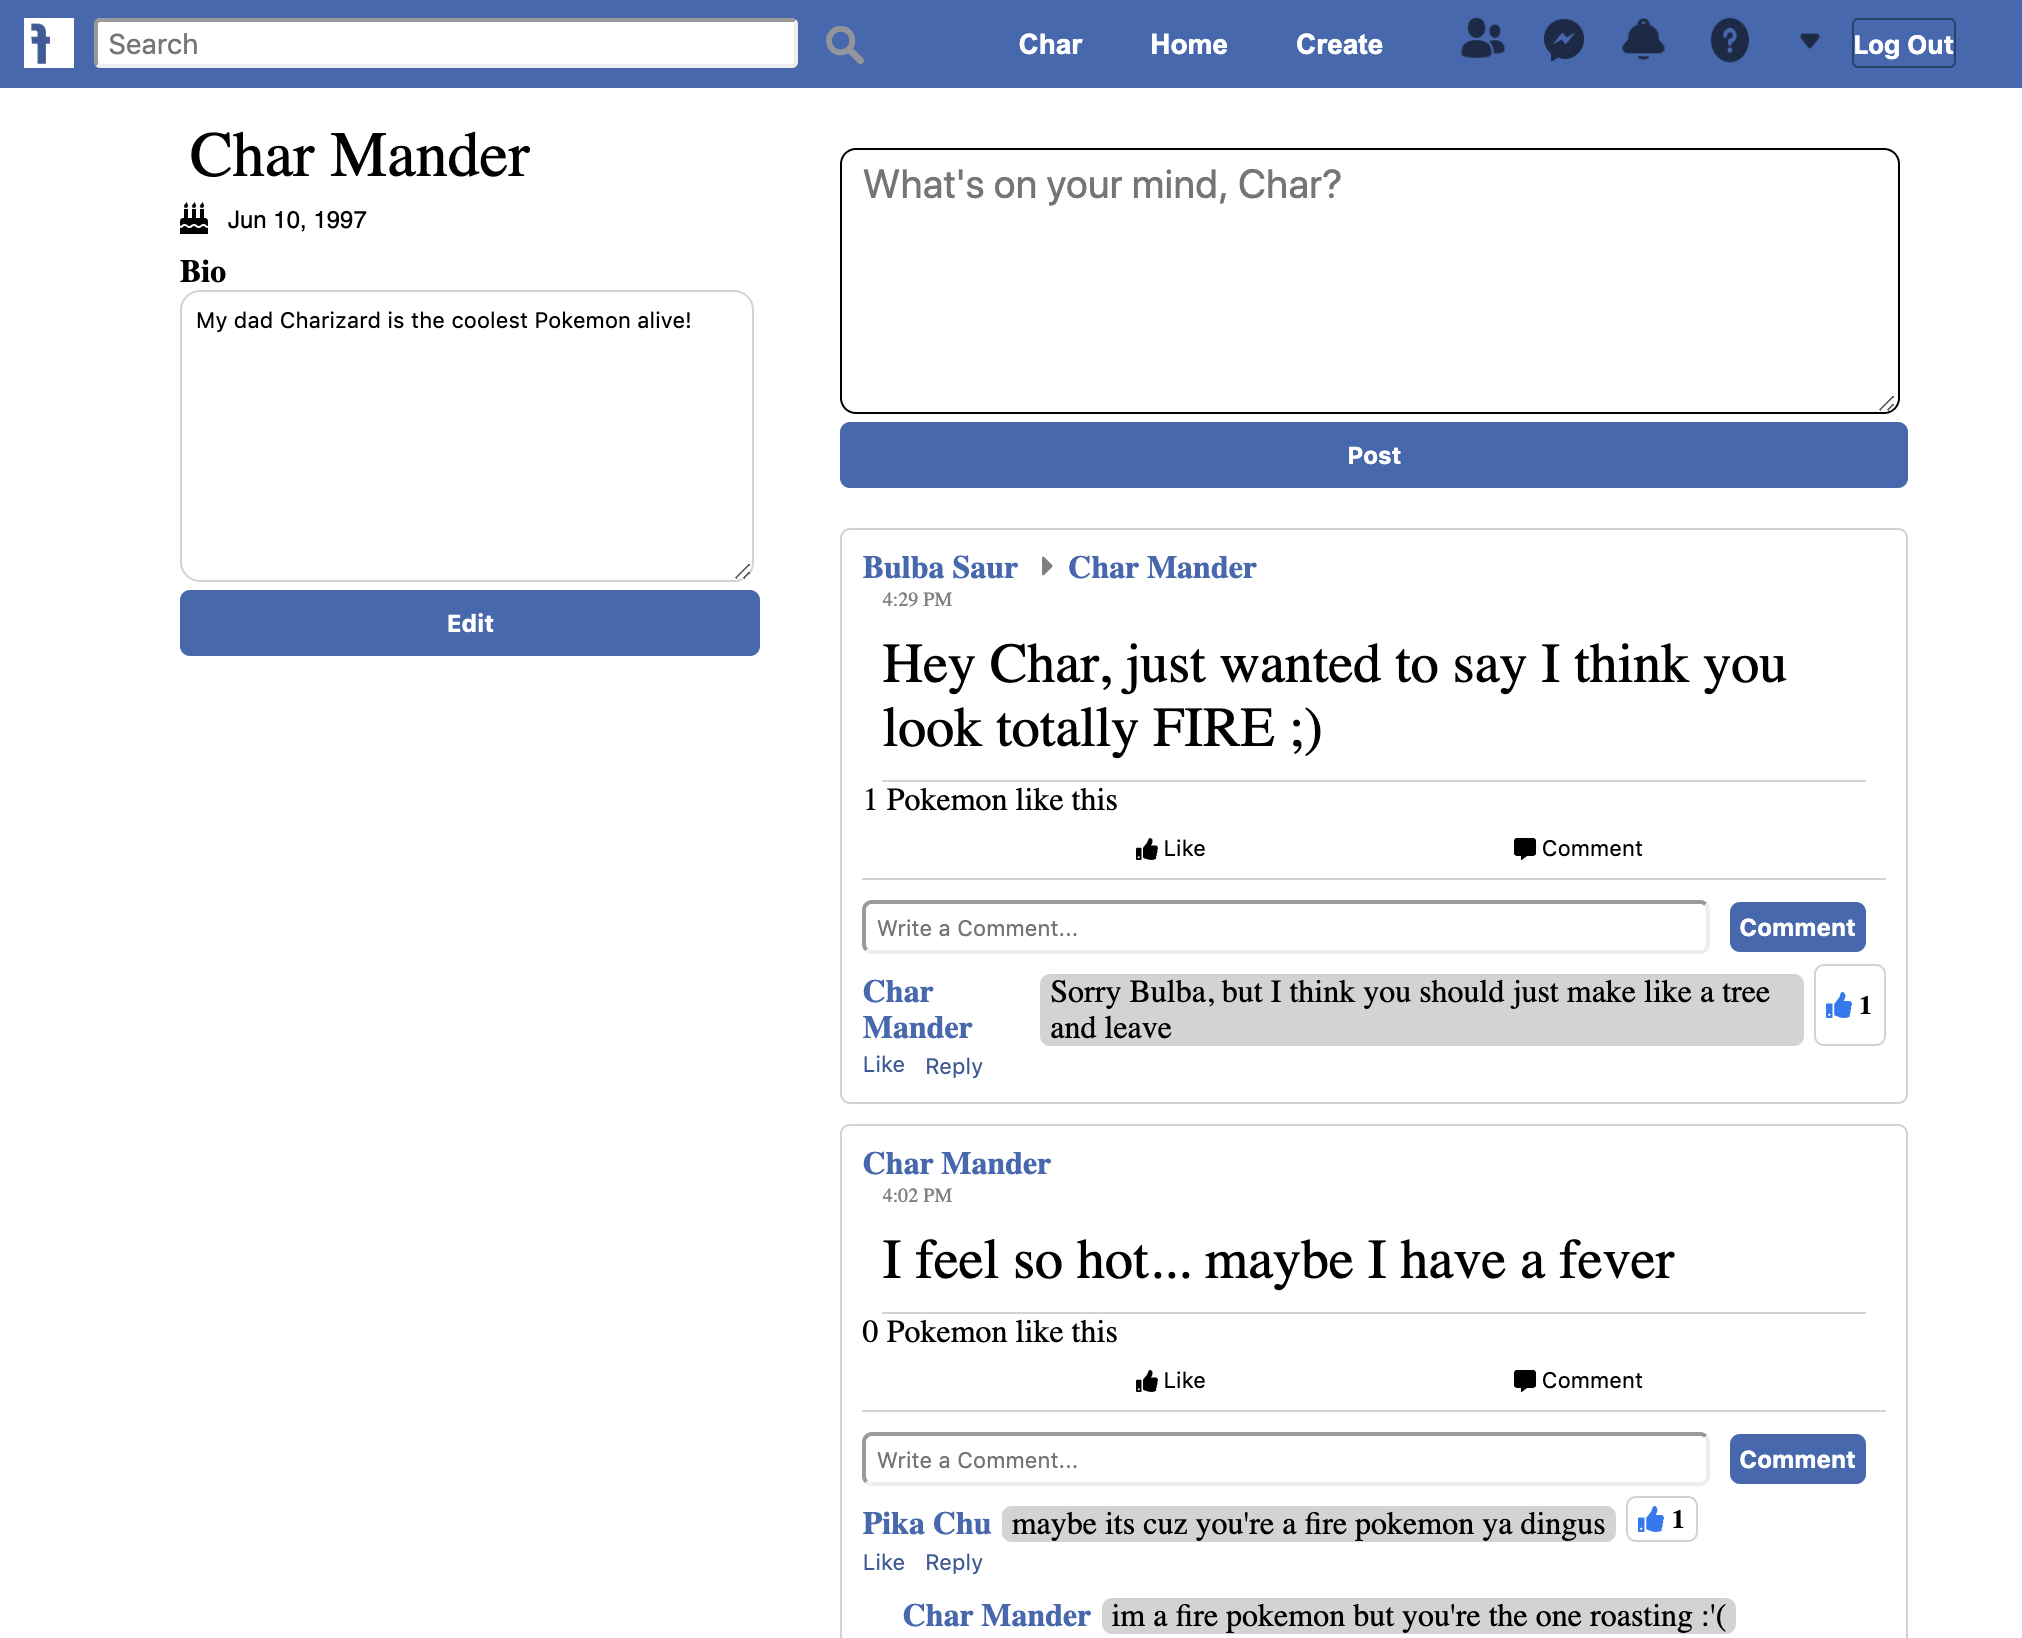 f Search Char Home Create ? Log Out
Char Mander
Jun 10, 1997
Bio
My dad Charizard is the coolest Pokemon alive!
Edit
What's on your mind, Char?
Post
Bulba Saur Char Mander
4:29 PM
Hey Char, just wanted to say I think you
look totally FIRE ;)
1 Pokemon like this
Like Comment
Write a Comment... Comment
Char Mander
Sorry Bulba, but I think you should just make like a tree
and leave
1
Like Reply
Char Mander
4:02 PM
I feel so hot... maybe I have a fever
0 Pokemon like this
Like Comment
Write a Comment... Comment
Pika Chu maybe its cuz you're a fire pokemon ya dingus 1
Like Reply
Char Mander im a fire pokemon but you're the one roasting :'(